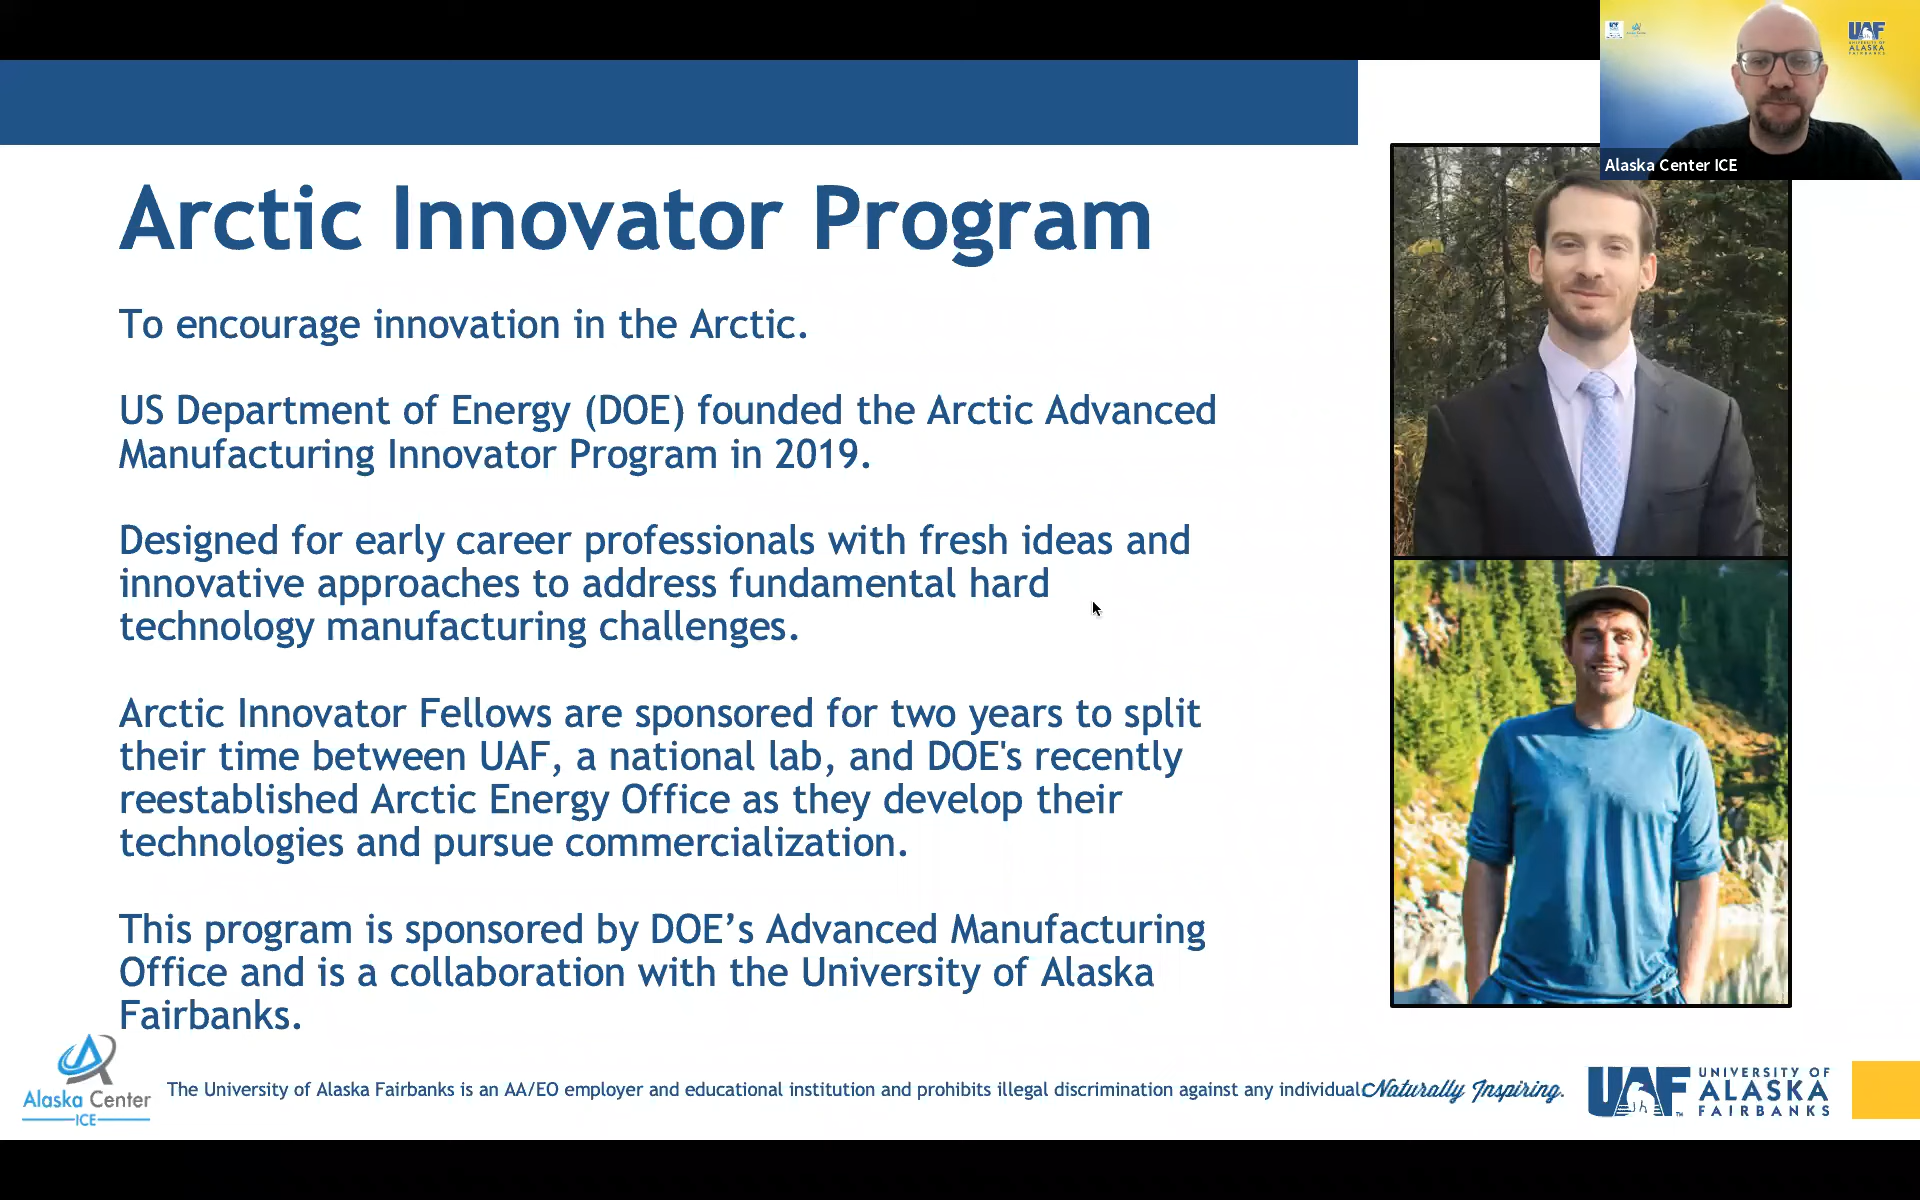 UAF
UNIVERSITY OF
ALASKA
FAIRBANKS
Alaska Center ICE
Arctic Innovator Program
To encourage innovation in the Arctic.
US Department of Energy (DOE) founded the Arctic Advanced
Manufacturing Innovator Program in 2019.
Designed for early career professionals with fresh ideas and
innovative approaches to address fundamental hard
technology manufacturing challenges.
Arctic Innovator Fellows are sponsored for two years to split
their time between UAF, a national lab, and DOE's recently
reestablished Arctic Energy Office as they develop their
technologies and pursue commercialization.
This program is sponsored by DOE’s Advanced Manufacturing
Office and is a collaboration with the University of Alaska
Fairbanks.
Alaska Center
ICE
The University of Alaska Fairbanks is an AA/EO employer and educational institution and prohibits illegal discrimination against any individual
Naturally Inspiring.
UAF
UNIVERSITY OF
ALASKA
FAIRBANKS